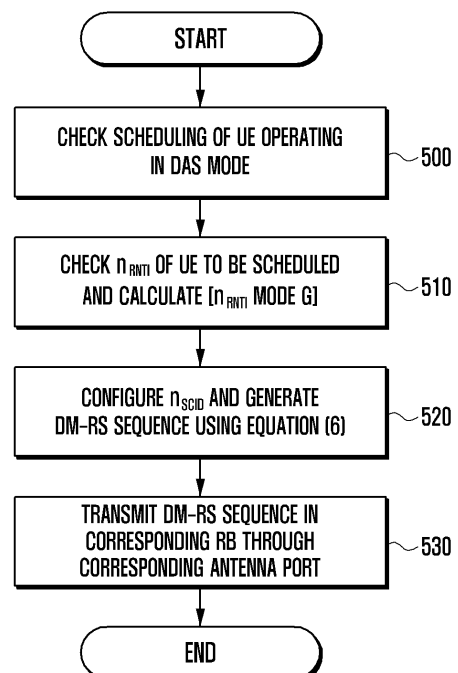 START
CHECK SCHEDULING OF UE OPERATING
IN DAS MODE
500
CHECK nRNTI OF UE TO BE SCHEDULED
AND CALCULATE [nRNTI MODE G]
510
CONFIGURE nSCID AND GENERATE
DM-RS SEQUENCE USING EQUATION (6)
520
TRANSMIT DM-RS SEQUENCE IN
CORRESPONDING RB THROUGH
CORRESPONDING ANTENNA PORT
530
END